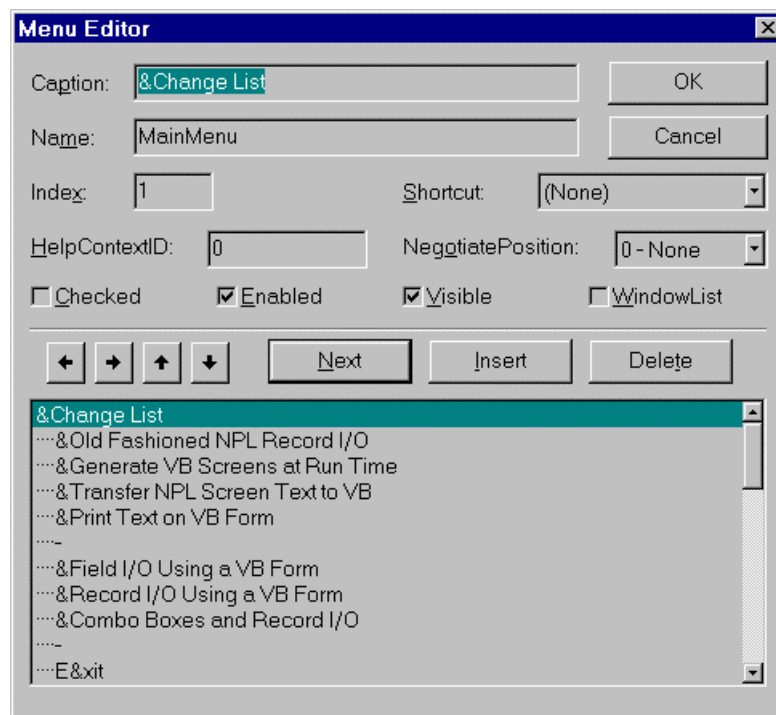 Menu Editor
Caption: &Change List OK
Name: MainMenu Cancel
Index: 1 Shortcut: (None)
HelpContextID: 0 NegotiatePosition: 0 - None
Checked Enabled Visible WindowList
Next Insert Delete
&Change List
····&Old Fashioned NPL Record I/O
····&Generate VB Screens at Run Time
····&Transfer NPL Screen Text to VB
····&Print Text on VB Form
····-
····&Field I/O Using a VB Form
····&Record I/O Using a VB Form
····&Combo Boxes and Record I/O
····-
····E&xit